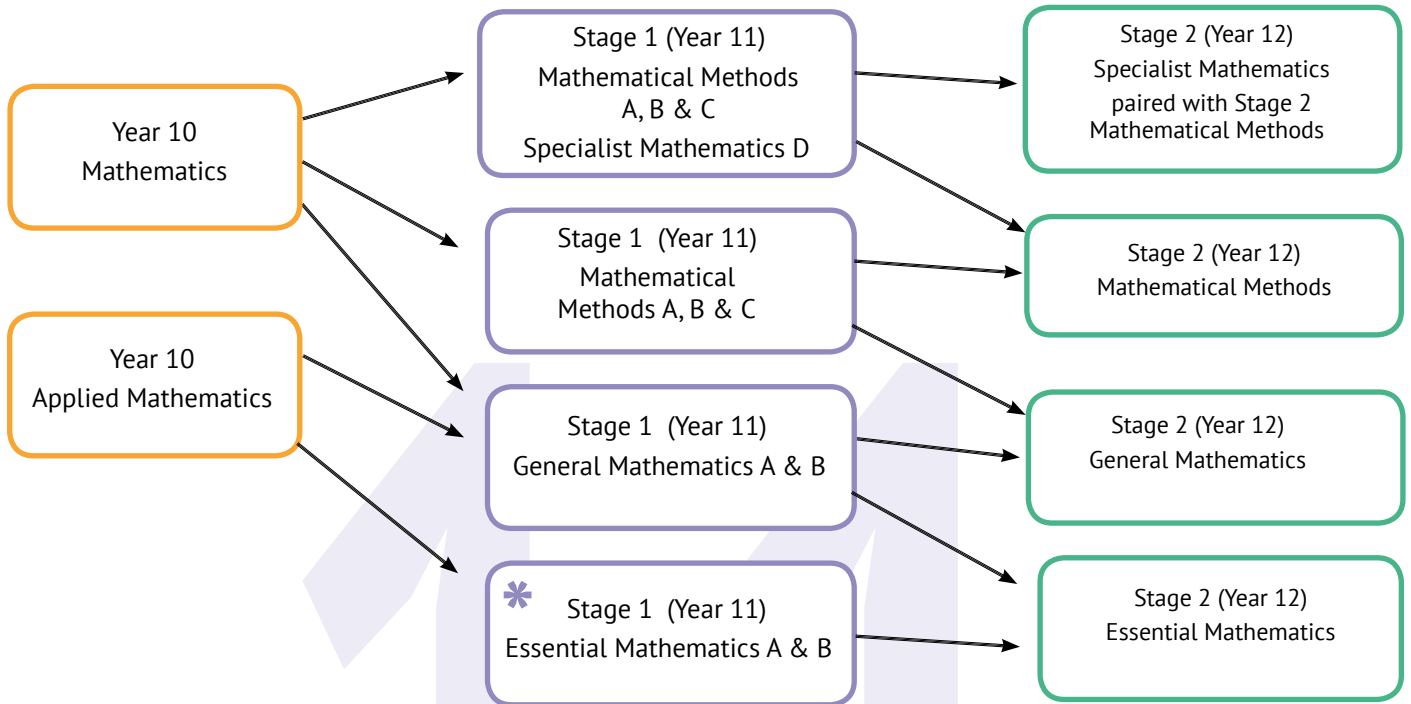 Year 10
Mathematics
Year 10
Applied Mathematics
Stage 1 (Year 11)
Mathematical Methods
A, B & C
Specialist Mathematics D
Stage 1 (Year 11)
Mathematical
Methods A, B & C
Stage 1 (Year 11)
General Mathematics A & B
*
Stage 1 (Year 11)
Essential Mathematics A & B
Stage 2 (Year 12)
Specialist Mathematics
paired with Stage 2
Mathematical Methods
Stage 2 (Year 12)
Mathematical Methods
Stage 2 (Year 12)
General Mathematics
Stage 2 (Year 12)
Essential Mathematics
11